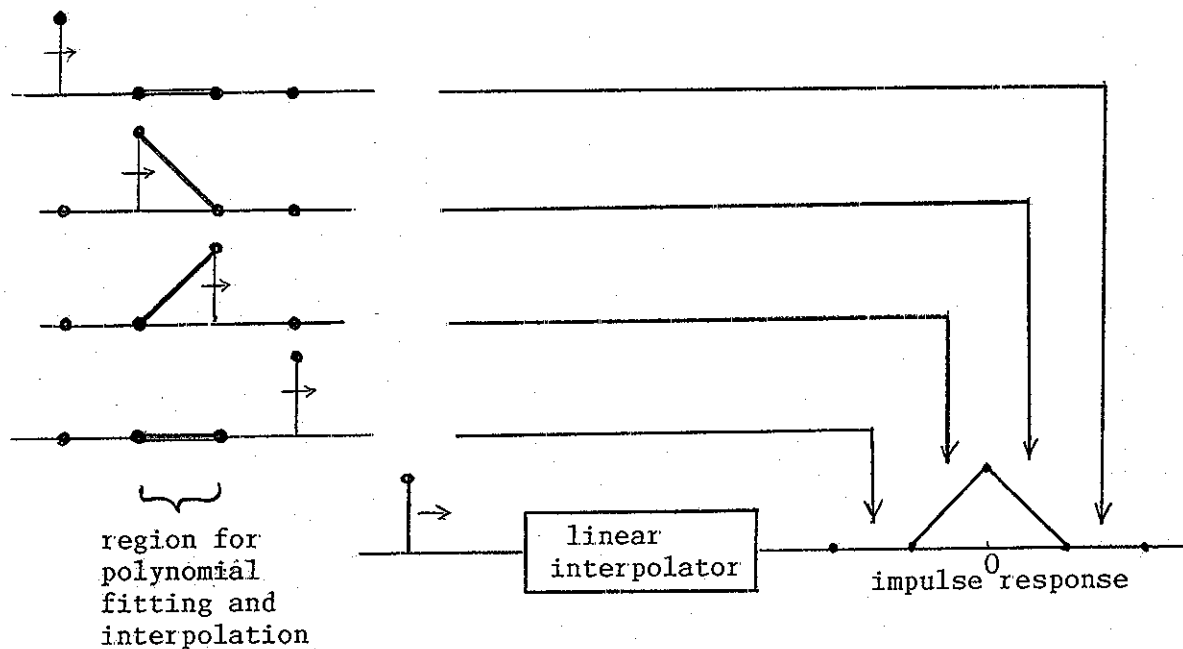 linear
interpolator
0
impulse response
region for
polynomial
fitting and
interpolation